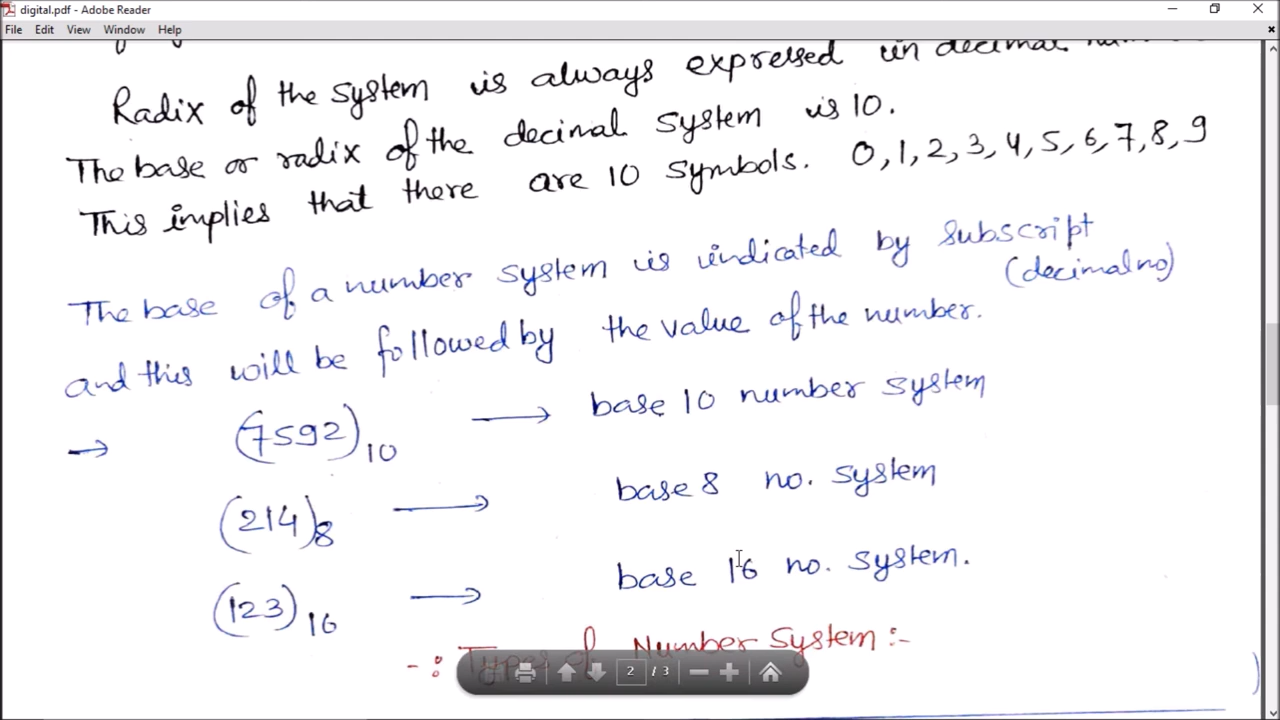 digital.pdf - Adobe Reader
File Edit View Window Help
Radix of the system is always expressed in decimal
The base or radix of the decimal system is 10.
This implies that there are 10 symbols. 0,1,2,3,4,5,6,7,8,9
The base of a number system is indicated by subscript
(decimal no)
and this will be followed by the value of the number.
→ (7592)10 → base 10 number system
(214)8 → base 8 no. system
(123)16 → base 16 no. system.
-: Types of Number System :-
2 / 3